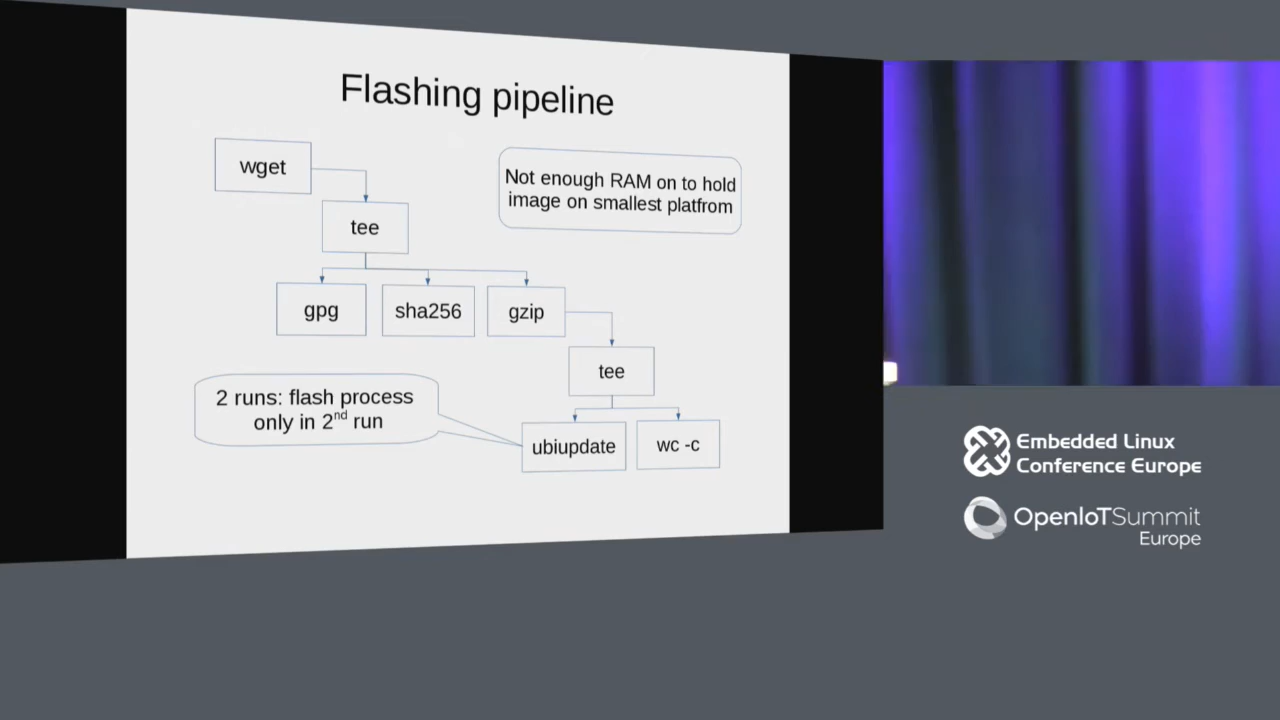 Flashing pipeline
wget
Not enough RAM on to hold
image on smallest platfrom
tee
gpg
sha256
gzip
tee
2 runs: flash process
only in 2nd run
ubiupdate
wc -c
Embedded Linux
Conference Europe
OpenIoTSummit
Europe